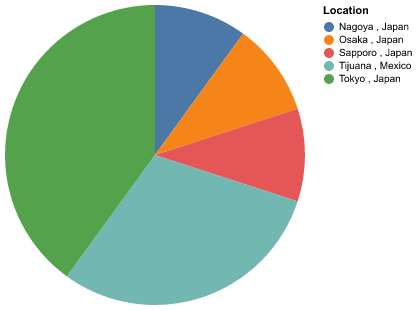 Location
Nagoya , Japan
Osaka , Japan
Sapporo , Japan
Tijuana , Mexico
Tokyo , Japan